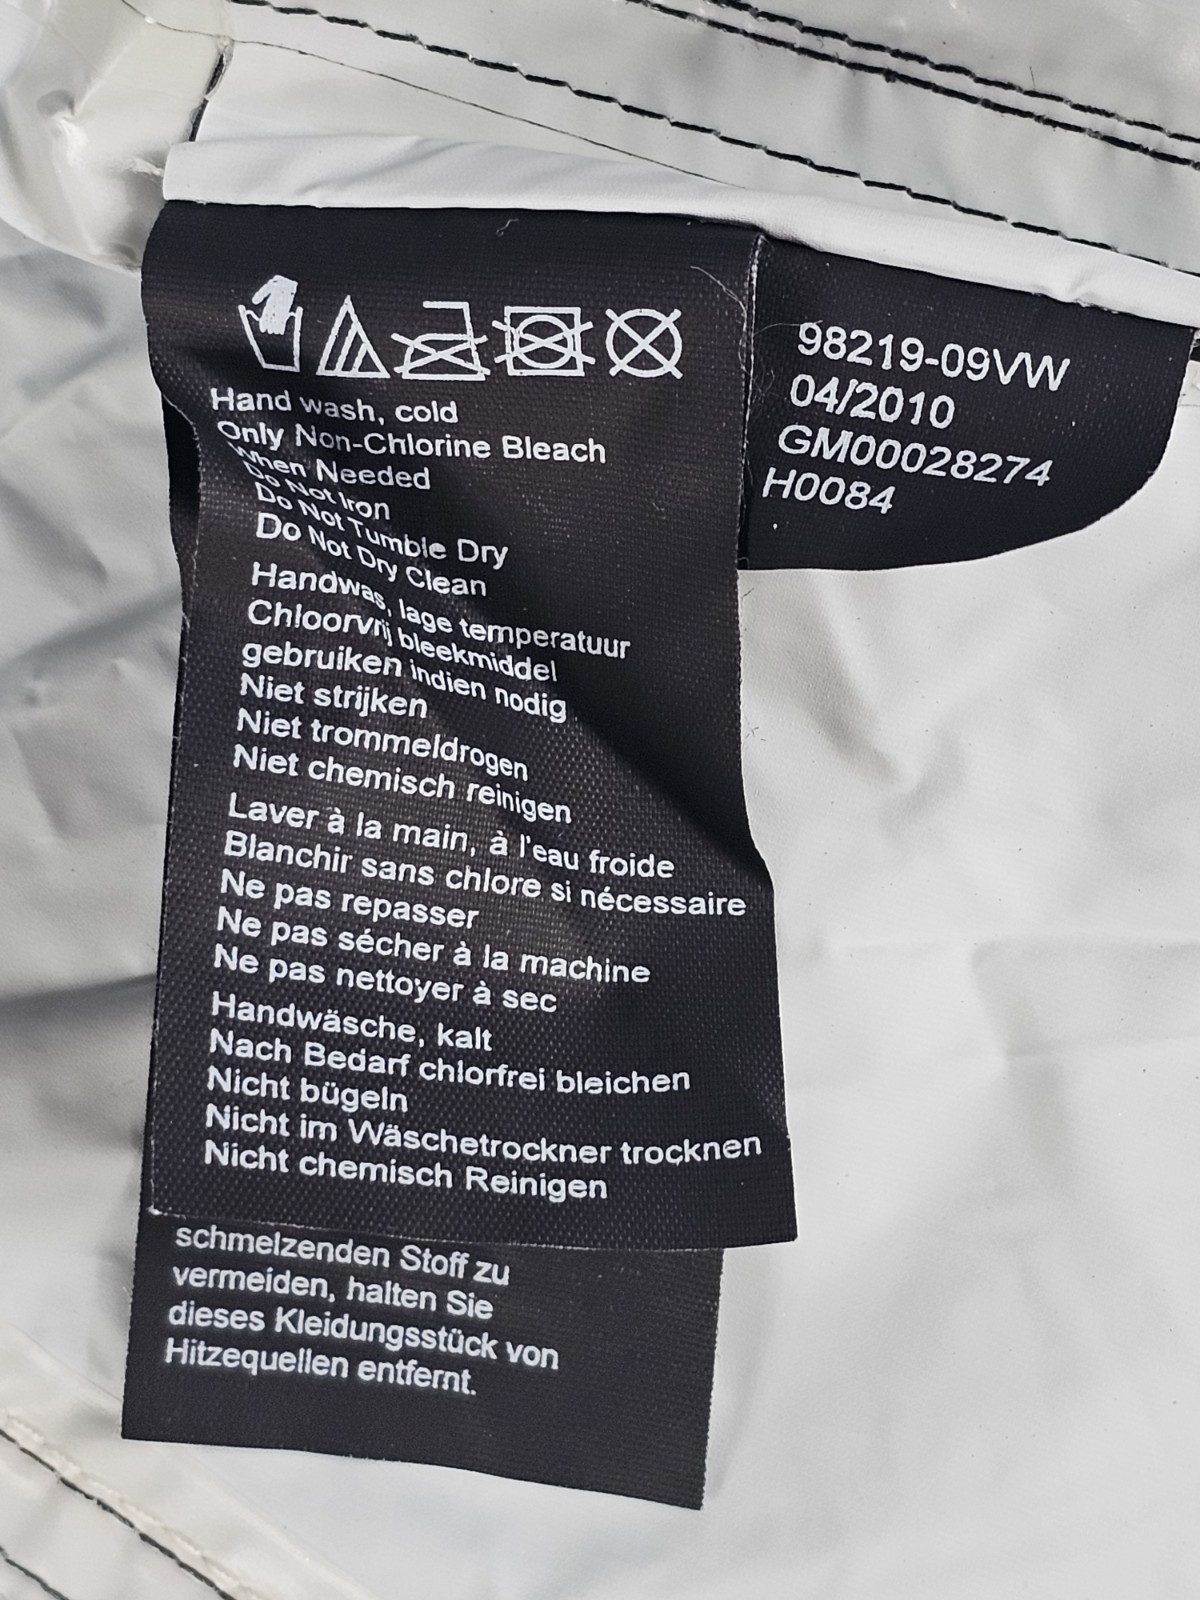 Hand wash, cold
Only Non-Chlorine Bleach
When Needed
Do Not Iron
Do Not Tumble Dry
Do Not Dry Clean
Handwas, lage temperatuur
Chloorvrij bleekmiddel
gebruiken indien nodig
Niet strijken
Niet trommeldrogen
Niet chemisch reinigen
Laver à la main, à l'eau froide
Blanchir sans chlore si nécessaire
Ne pas repasser
Ne pas sécher à la machine
Ne pas nettoyer à sec
Handwäsche, kalt
Nach Bedarf chlorfrei bleichen
Nicht bügeln
Nicht im Wäschetrockner trocknen
Nicht chemisch Reinigen
schmelzenden Stoff zu
vermeiden, halten Sie
dieses Kleidungsstück von
Hitzequellen entfernt.
98219-09VW
04/2010
GM00028274
H0084